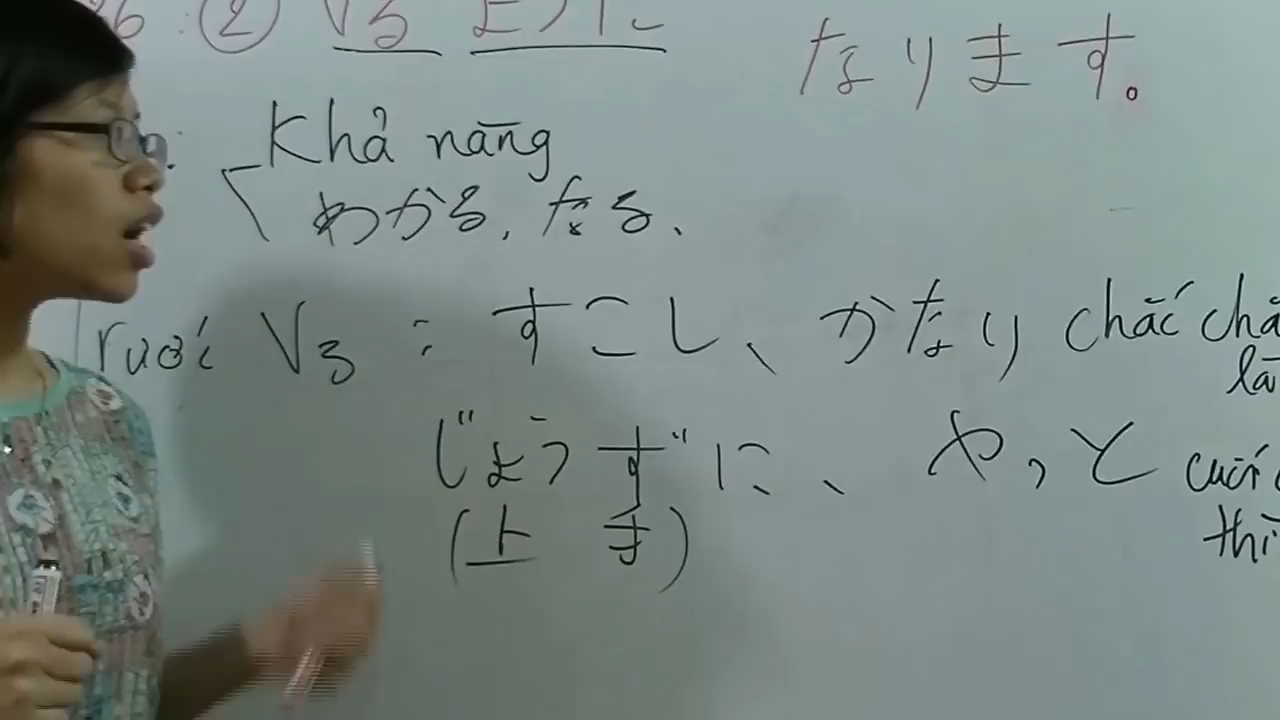 6 : ② Vる ように なります。
Khả năng
わかる, なる、
rước Vる : すこし、かなり chắc chắ
là
じょうずに、やっと cuối c
(上手) thì